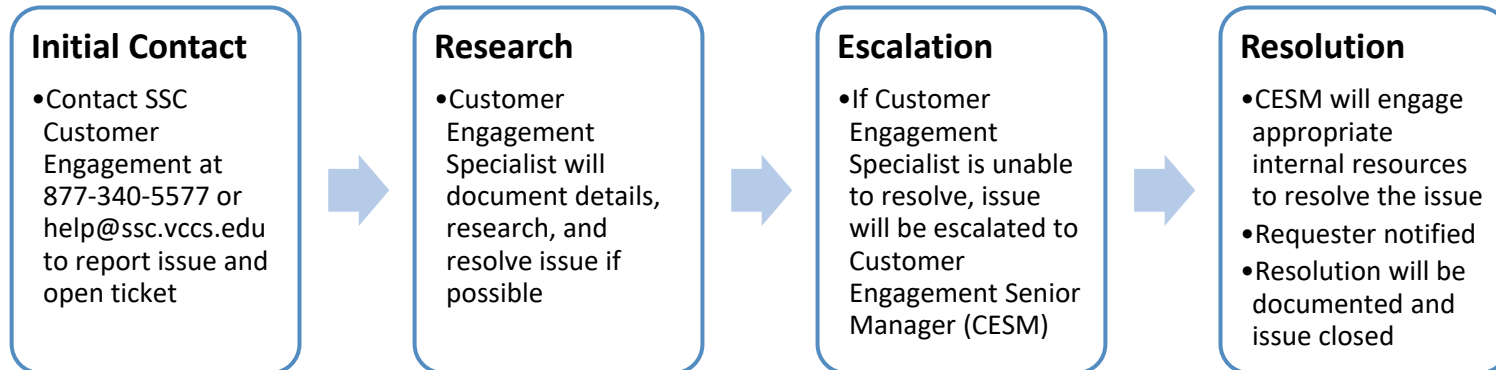 Initial Contact
•Contact SSC
Customer
Engagement at
877-340-5577 or
help@ssc.vccs.edu
to report issue and
open ticket
Research
•Customer
Engagement
Specialist will
document details,
research, and
resolve issue if
possible
Escalation
•If Customer
Engagement
Specialist is unable
to resolve, issue
will be escalated to
Customer
Engagement Senior
Manager (CESM)
Resolution
•CESM will engage
appropriate
internal resources
to resolve the issue
•Requester notified
•Resolution will be
documented and
issue closed